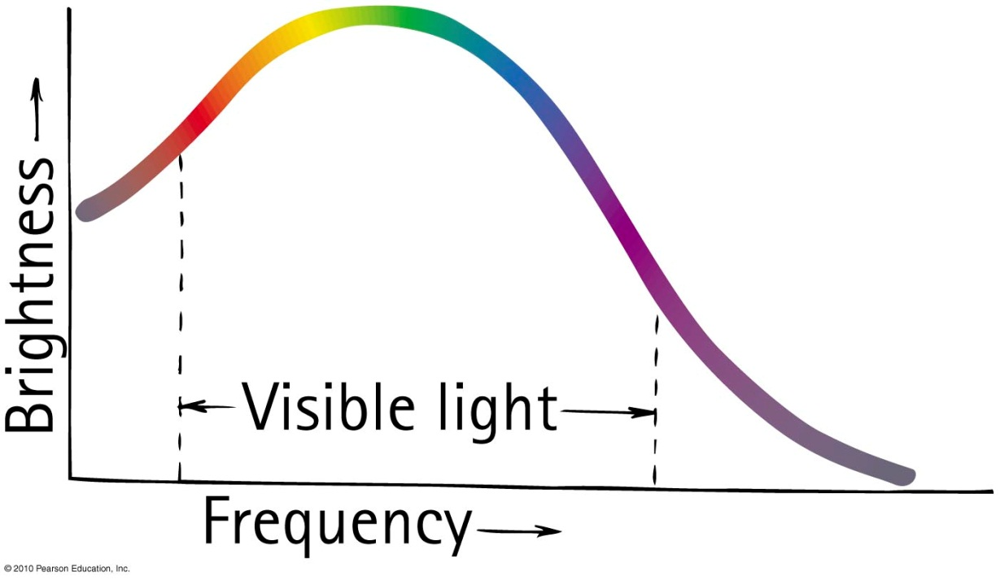 Brightness
Visible light
Frequency
© 2010 Pearson Education, Inc.